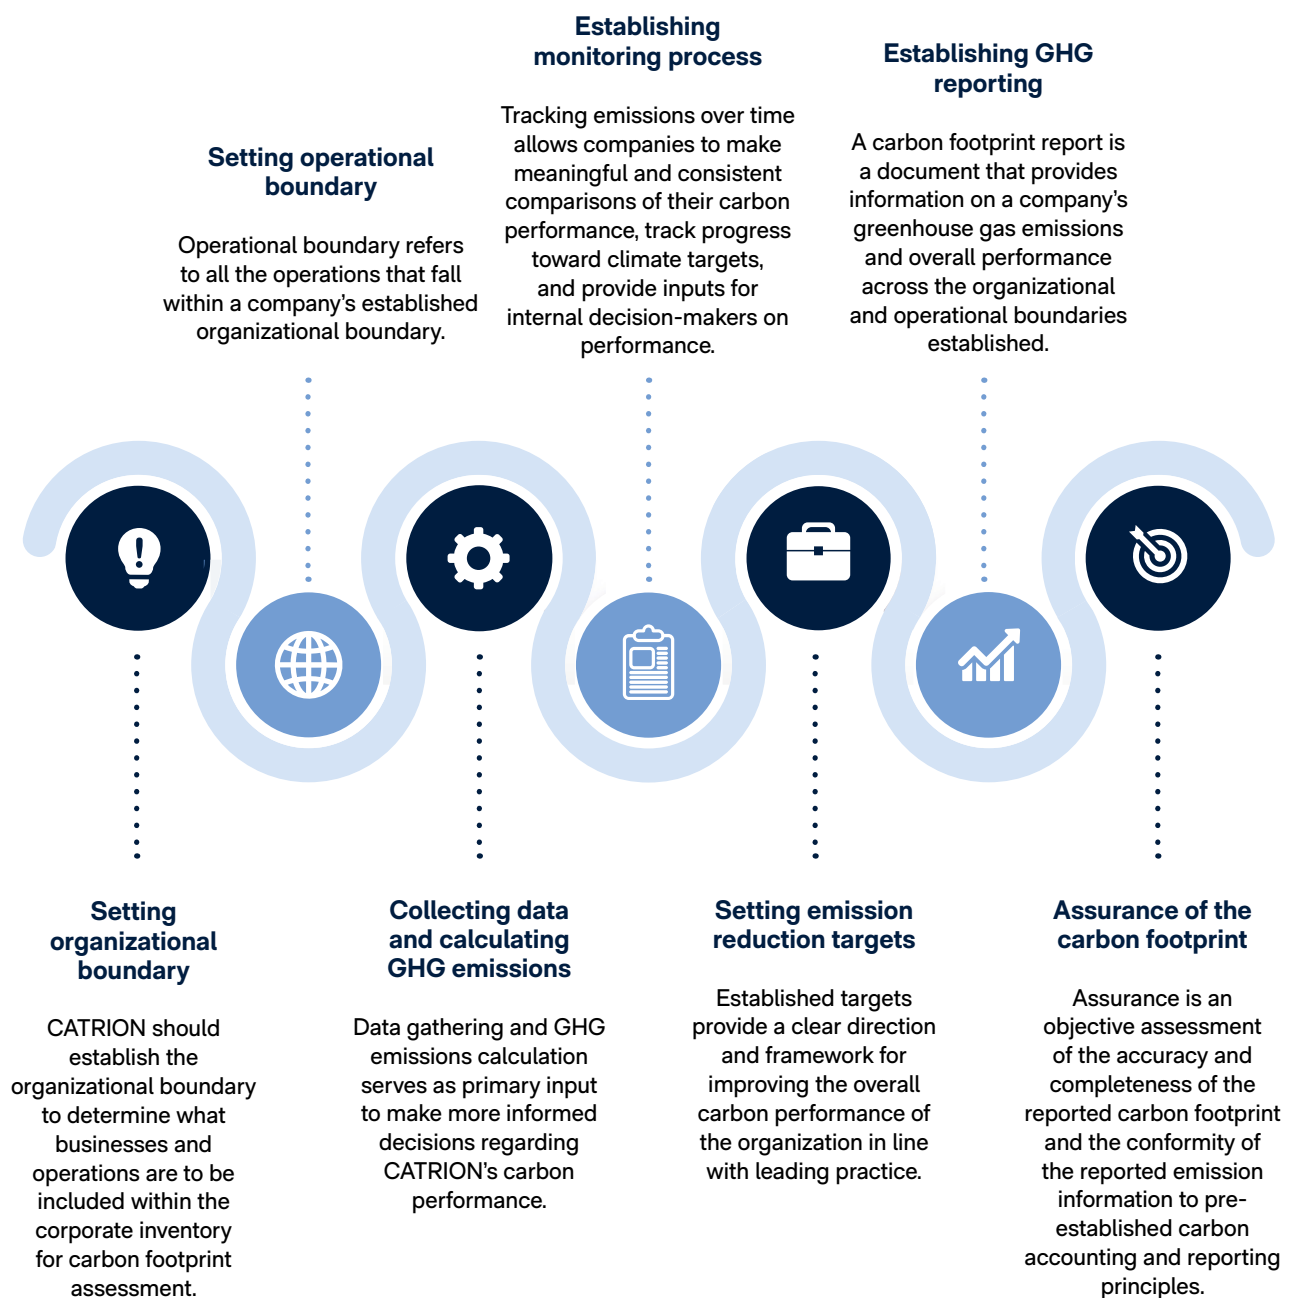 Setting
organizational
boundary
CATRION should
establish the
organizational boundary
to determine what
businesses and
operations are to be
included within the
corporate inventory
for carbon footprint
assessment.
Setting operational
boundary
Operational boundary refers
to all the operations that fall
within a company’s established
organizational boundary.
Collecting data
and calculating
GHG emissions
Data gathering and GHG
emissions calculation
serves as primary input
to make more informed
decisions regarding
CATRION’s carbon
performance.
Establishing
monitoring process
Tracking emissions over time
allows companies to make
meaningful and consistent
comparisons of their carbon
performance, track progress
toward climate targets,
and provide inputs for
internal decision-makers on
performance.
Setting emission
reduction targets
Established targets
provide a clear direction
and framework for
improving the overall
carbon performance of
the organization in line
with leading practice.
Establishing GHG
reporting
A carbon footprint report is
a document that provides
information on a company’s
greenhouse gas emissions
and overall performance
across the organizational
and operational boundaries
established.
Assurance of the
carbon footprint
Assurance is an
objective assessment
of the accuracy and
completeness of the
reported carbon footprint
and the conformity of
the reported emission
information to pre-
established carbon
accounting and reporting
principles.